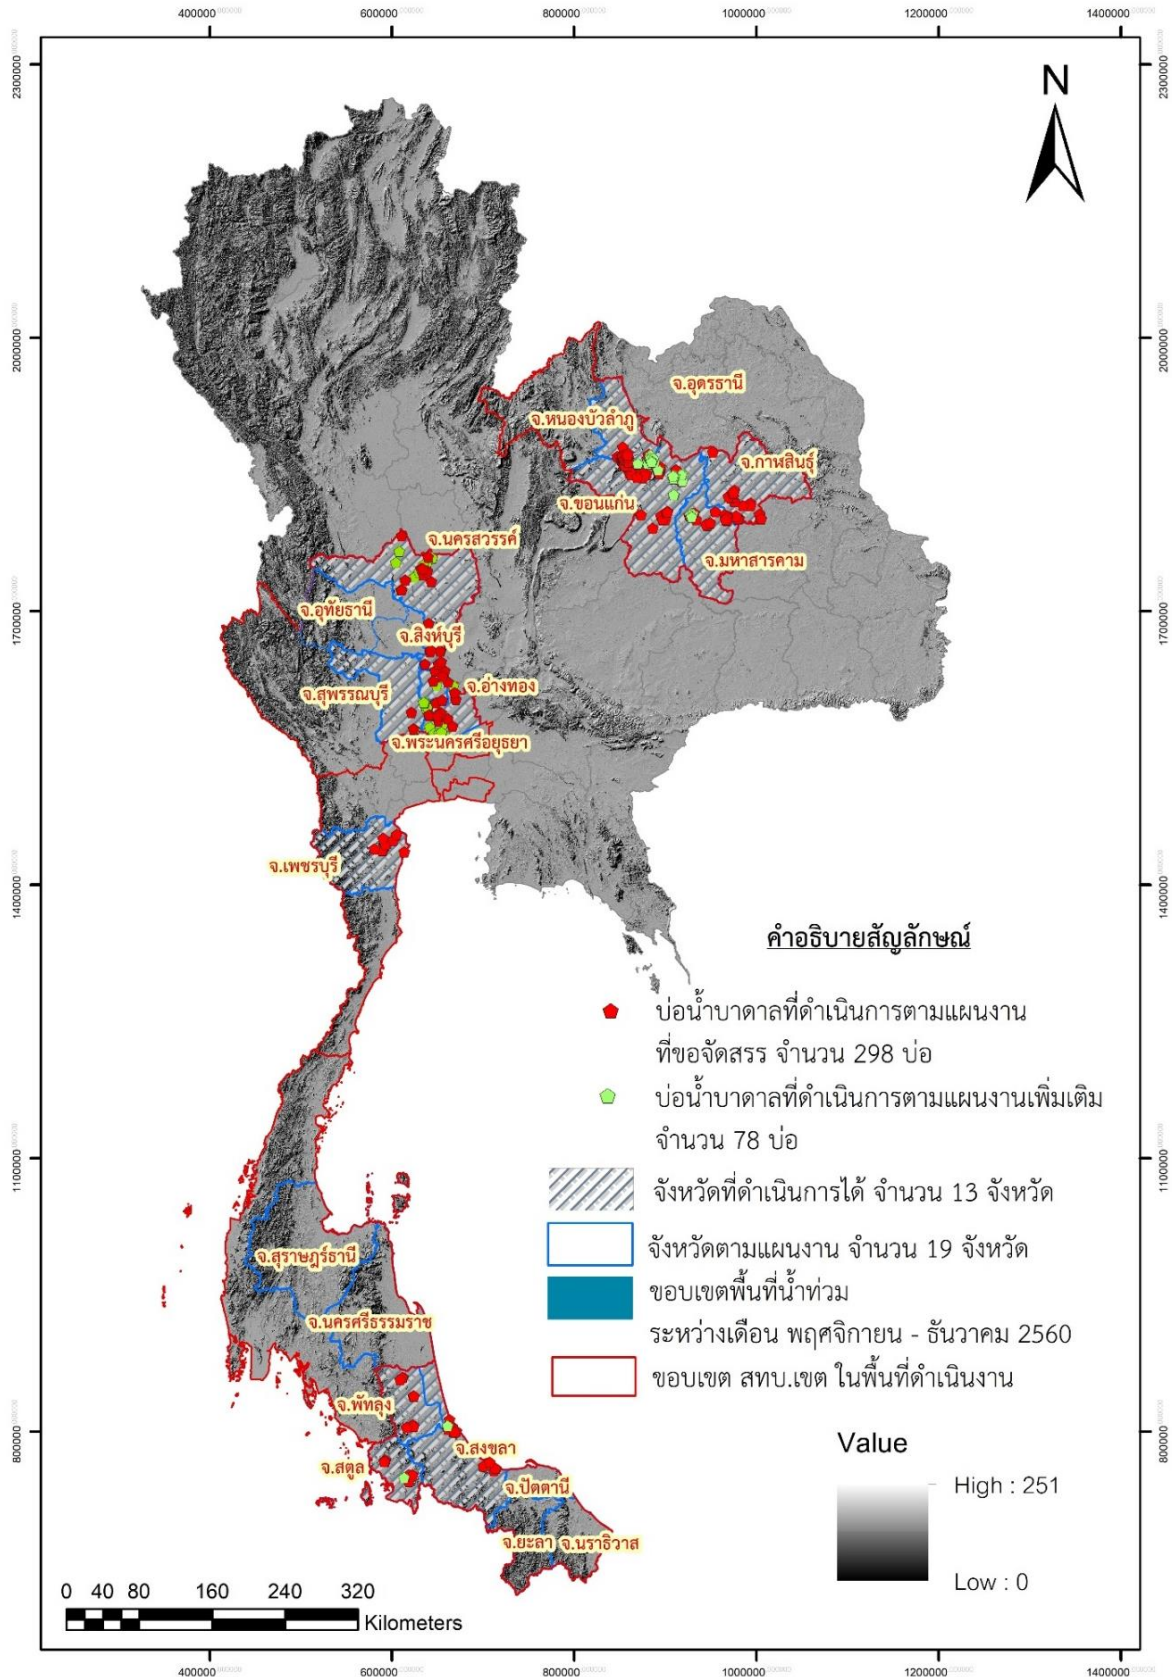 400000 600000 800000 1000000 1200000 1400000
2300000 2300000
N
2000000 2000000
จ.อุดรธานี
จ.หนองบัวลำภู
จ.กาฬสินธุ์
จ.ขอนแก่น
จ.นครสวรรค์
จ.มหาสารคาม
1700000 1700000
จ.อุทัยธานี
จ.สิงห์บุรี
จ.อ่างทอง
จ.สุพรรณบุรี
จ.พระนครศรีอยุธยา
จ.เพชรบุรี
1400000 1400000
คำอธิบายสัญลักษณ์
บ่อน้ำบาดาลที่ดำเนินการตามแผนงาน
ที่ขอจัดสรร จำนวน 298 บ่อ
บ่อน้ำบาดาลที่ดำเนินการตามแผนงานเพิ่มเติม
จำนวน 78 บ่อ
1100000 1100000
จังหวัดที่ดำเนินการได้ จำนวน 13 จังหวัด
จังหวัดตามแผนงาน จำนวน 19 จังหวัด
จ.สุราษฎร์ธานี
ขอบเขตพื้นที่น้ำท่วม
ระหว่างเดือน พฤศจิกายน - ธันวาคม 2560
จ.นครศรีธรรมราช
ขอบเขต สทบ.เขต ในพื้นที่ดำเนินงาน
จ.พัทลุง
800000 800000
จ.สงขลา
จ.สตูล
จ.ปัตตานี
จ.ยะลา จ.นราธิวาส
Value
High : 251
Low : 0
0 40 80 160 240 320
Kilometers
400000 600000 800000 1000000 1200000 1400000